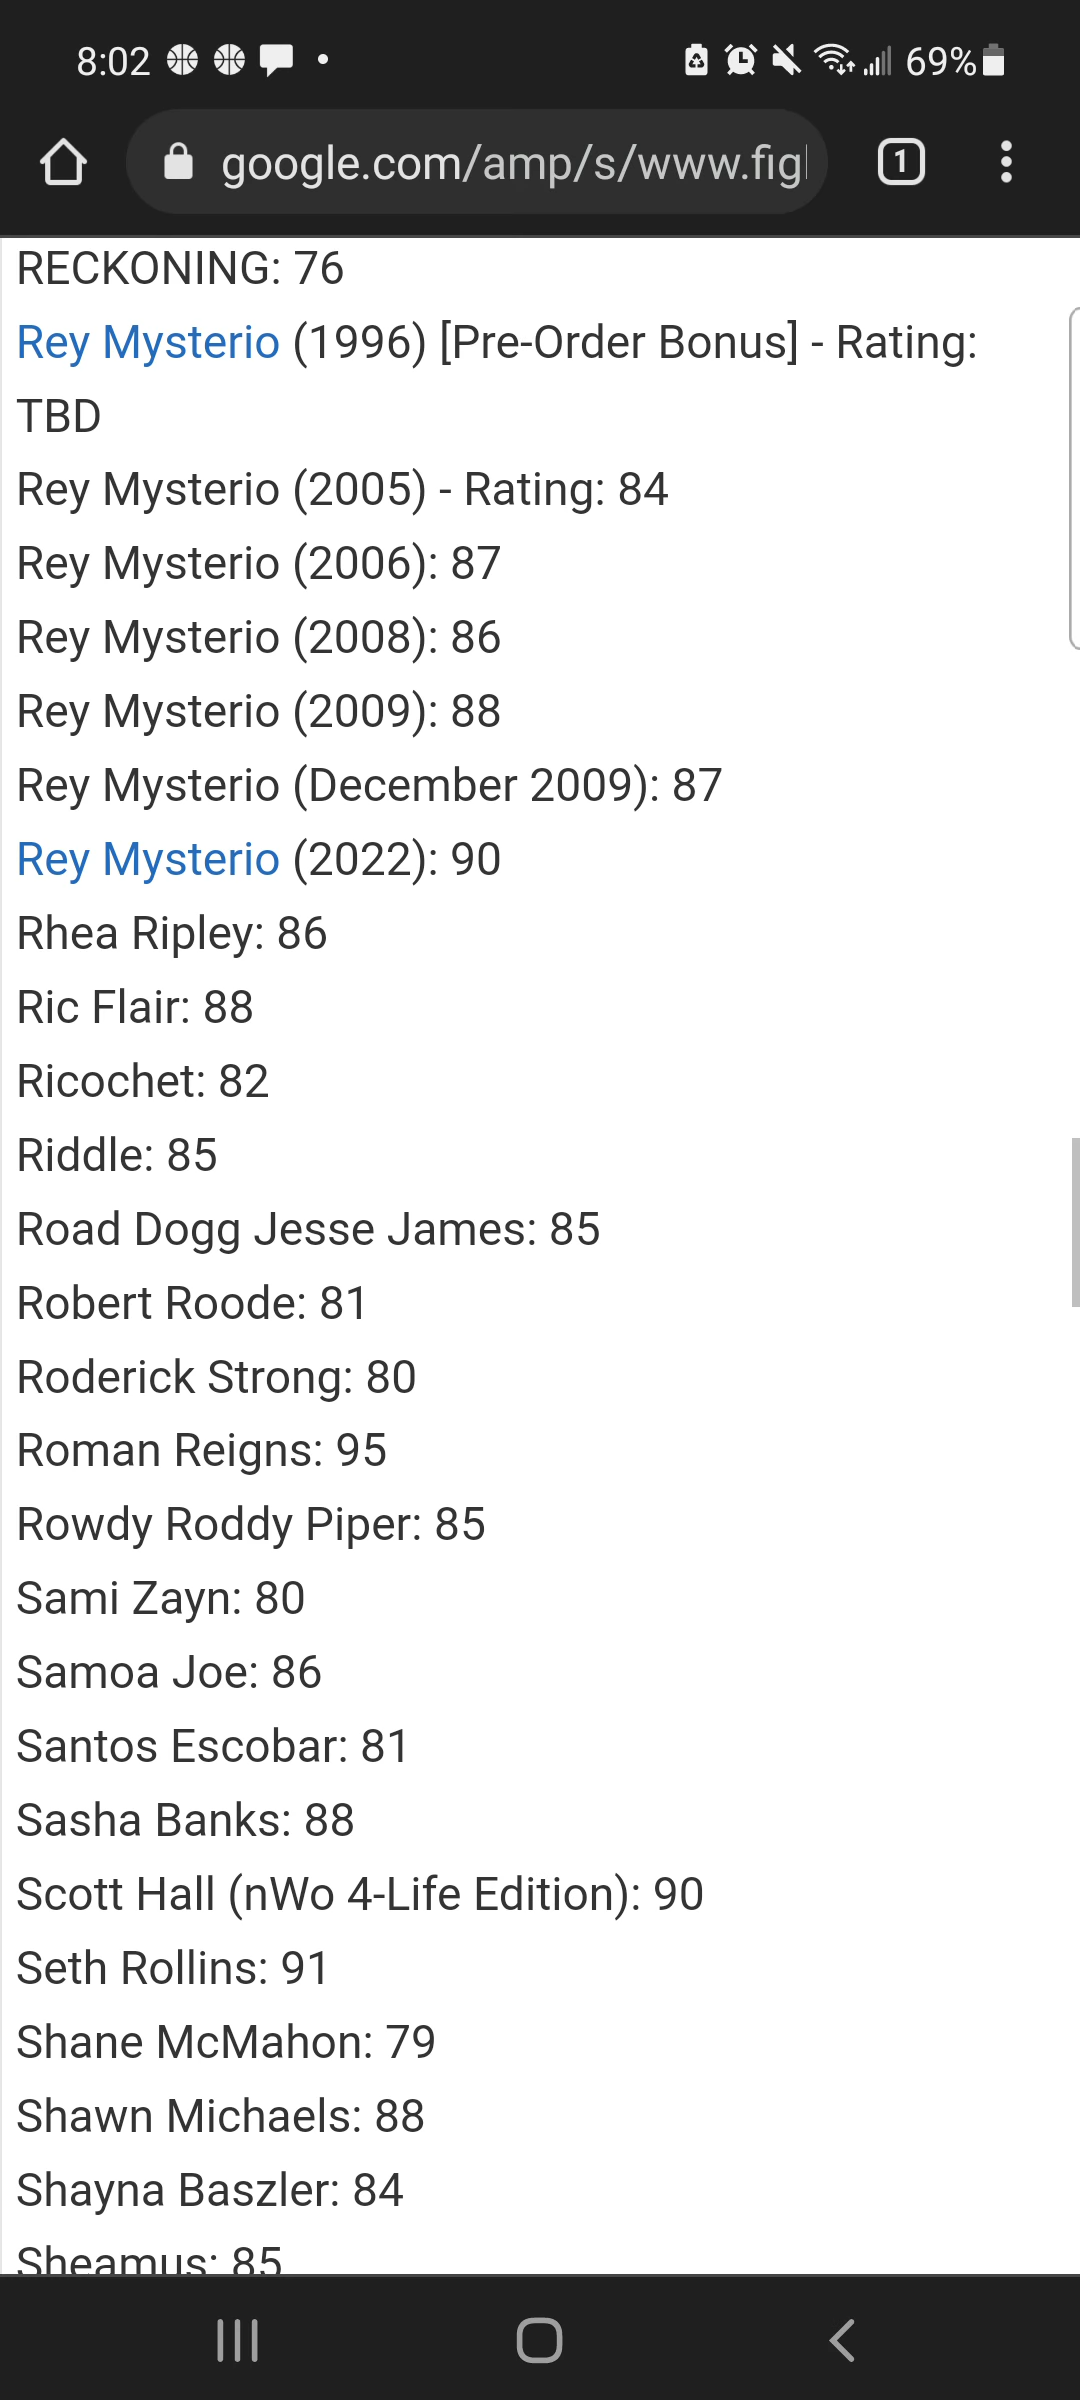 8:02
69%
google.com/amp/s/www.fig
1
RECKONING: 76
Rey Mysterio (1996) [Pre-Order Bonus] - Rating:
TBD
Rey Mysterio (2005) - Rating: 84
Rey Mysterio (2006): 87
Rey Mysterio (2008): 86
Rey Mysterio (2009): 88
Rey Mysterio (December 2009): 87
Rey Mysterio (2022): 90
Rhea Ripley: 86
Ric Flair: 88
Ricochet: 82
Riddle: 85
Road Dogg Jesse James: 85
Robert Roode: 81
Roderick Strong: 80
Roman Reigns: 95
Rowdy Roddy Piper: 85
Sami Zayn: 80
Samoa Joe: 86
Santos Escobar: 81
Sasha Banks: 88
Scott Hall (nWo 4-Life Edition): 90
Seth Rollins: 91
Shane McMahon: 79
Shawn Michaels: 88
Shayna Baszler: 84
Sheamus: 85